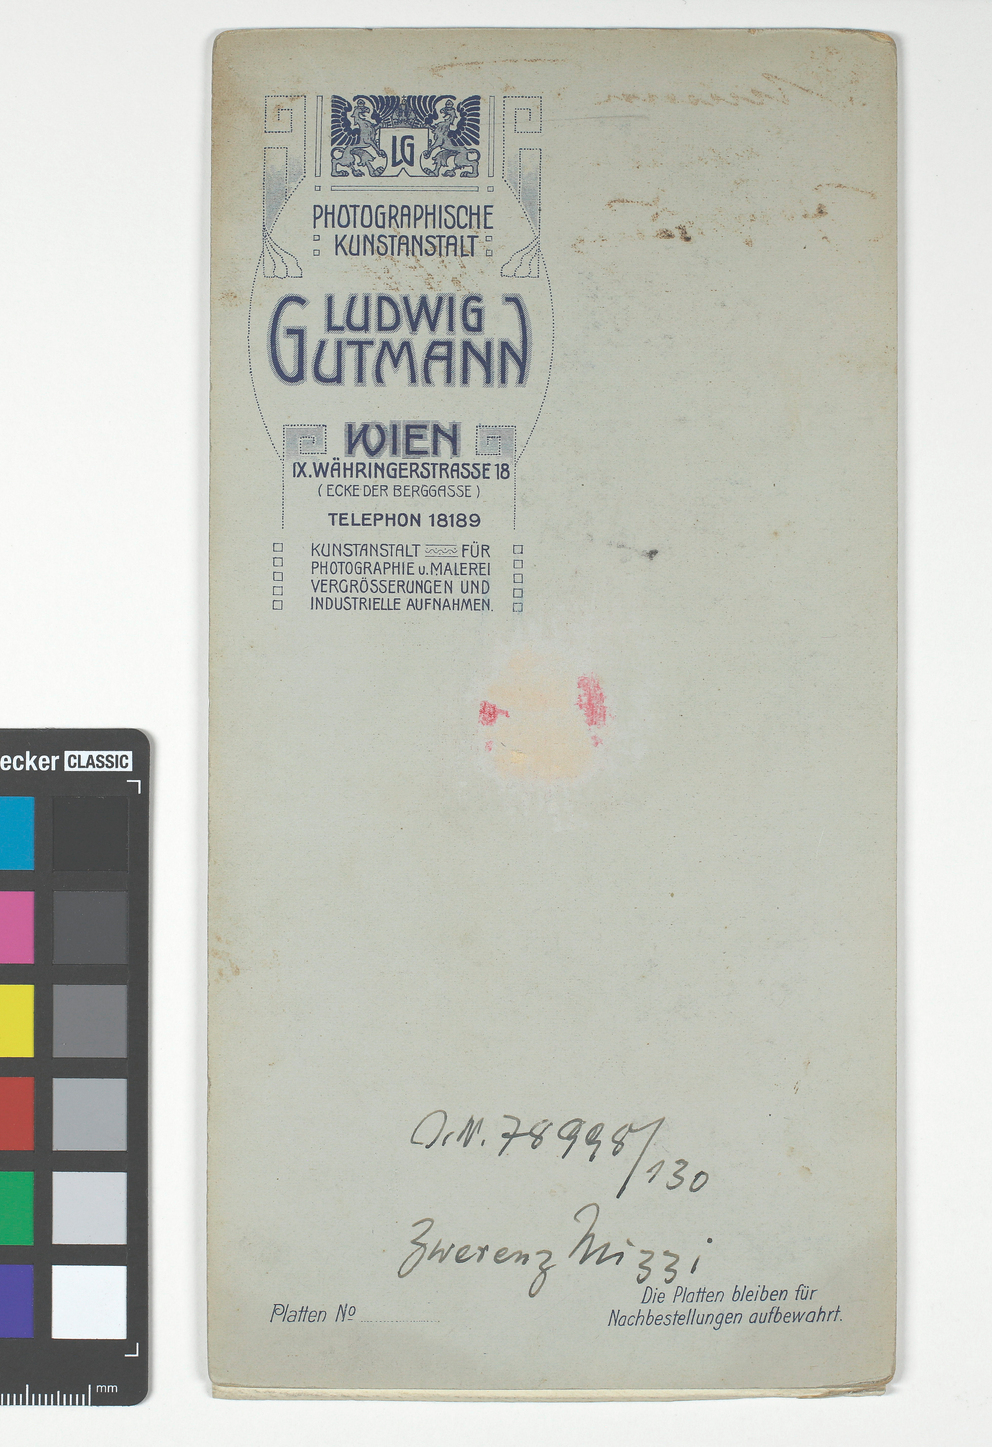 LG
PHOTOGRAPHISCHE
KUNSTANSTALT
LUDWIG
GUTMANN
WIEN
IX. WÄHRINGERSTRASSE 18
(ECKE DER BERGGASSE)
TELEPHON 18189
KUNSTANSTALT FÜR
PHOTOGRAPHIE u. MALEREI
VERGRÖSSERUNGEN UND
INDUSTRIELLE AUFNAHMEN.
ecker CLASSIC
J.N. 78998/130
Zwerenz Mizzi
Die Platten bleiben für
Nachbestellungen aufbewahrt.
Platten No
mm